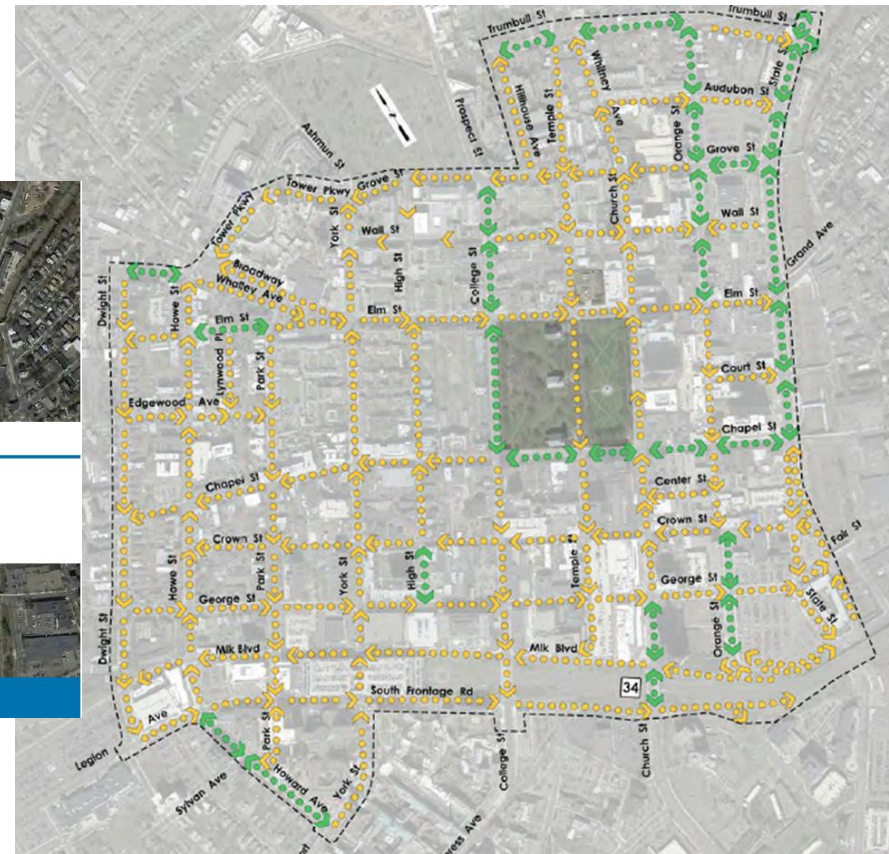 Trumbull St
Trumbull St
State St
Whitney
Ave
Hillhouse Ave
Temple St
Prospect St
Audubon St
Orange St
Grove St
Ashmun St
Grove St
Tower Pkwy
Tower Pkwy
York St
Wall St
High St
College St
Church St
Wall St
Grand Ave
Broadway
Whalley Ave
Dwight St
Howe St
Elm St
Elm St
Elm St
Lynwood Pl
Park St
Court St
Edgewood Ave
Chapel St
Chapel St
Center St
Crown St
Crown St
Fair St
Howe St
Park St
York St
High St
Temple St
George St
George St
Orange St
State St
Dwight St
Mlk Blvd
Mlk Blvd
South Frontage Rd
34
Ave
Legion
Park St
Howard Ave
York St
College St
Church St
Sylvan Ave